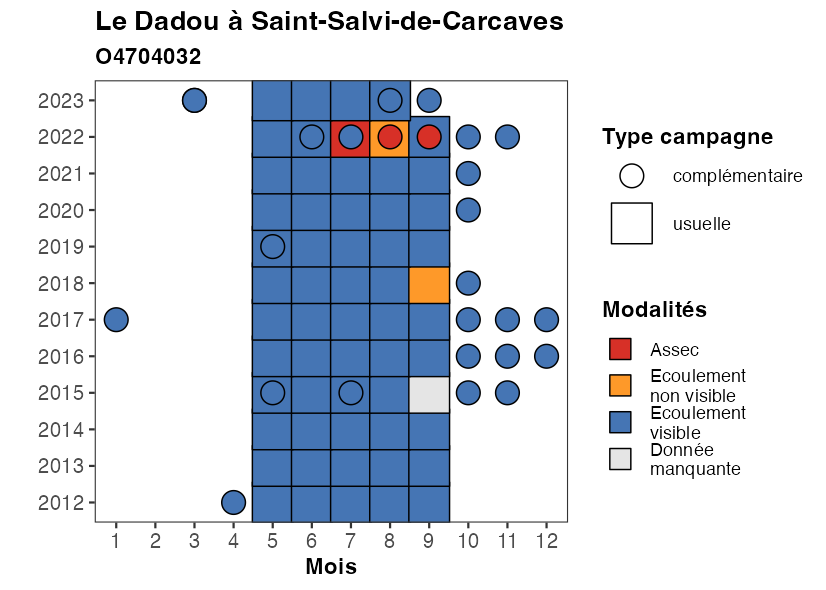 Le Dadou à Saint-Salvi-de-Carcaves
O4704032
2023
2022
2021
2020
2019
2018
2017
2016
2015
2014
2013
2012
1 2 3 4 5 6 7 8 9 10 11 12
Mois
Type campagne
complémentaire
usuelle
Modalités
Assec
Ecoulement
non visible
Ecoulement
visible
Donnée
manquante